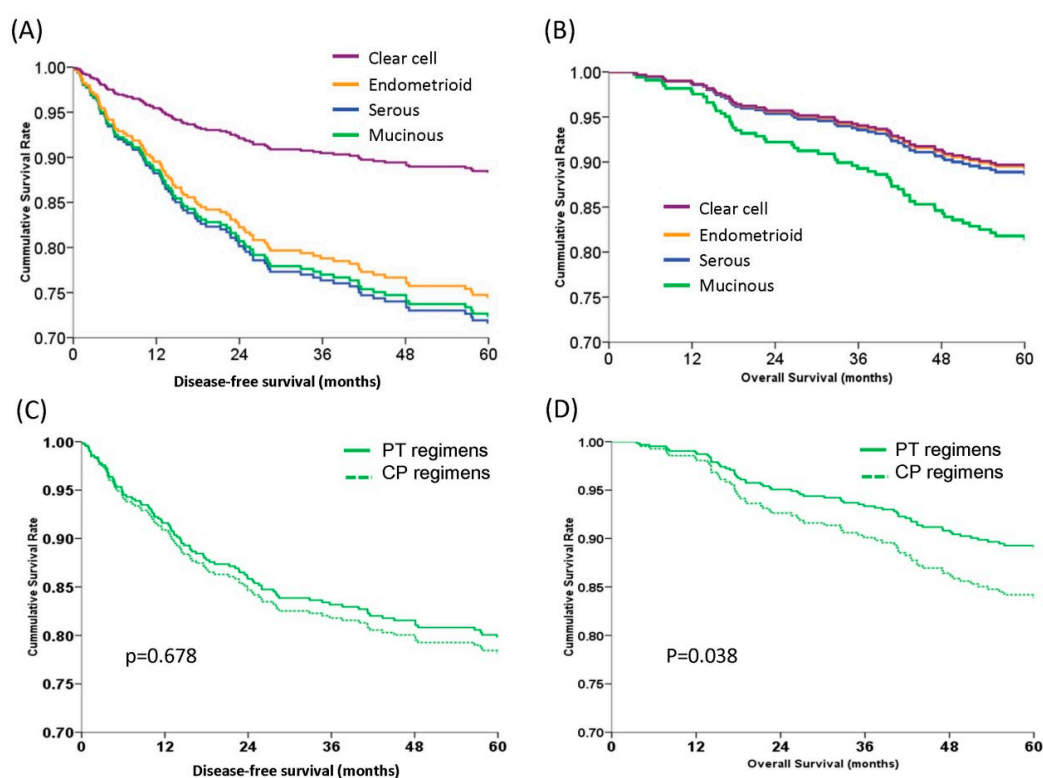 (A)
Cummulative Survival Rate
1.00
0.95
0.90
0.85
0.80
0.75
0.70
Clear cell
Endometrioid
Serous
Mucinous
0 12 24 36 48 60
Disease-free survival (months)
(B)
Cummulative Survival Rate
1.00
0.95
0.90
0.85
0.80
0.75
0.70
Clear cell
Endometrioid
Serous
Mucinous
0 12 24 36 48 60
Overall Survival (months)
(C)
Cummulative Survival Rate
1.00
0.95
0.90
0.85
0.80
0.75
0.70
PT regimens
CP regimens
p=0.678
0 12 24 36 48 60
Disease-free survival (months)
(D)
Cummulative Survival Rate
1.00
0.95
0.90
0.85
0.80
0.75
0.70
PT regimens
CP regimens
P=0.038
0 12 24 36 48 60
Overall Survival (months)